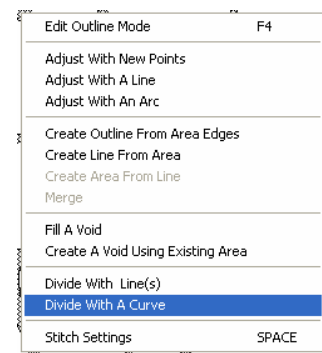 Edit Outline Mode F4
Adjust With New Points
Adjust With A Line
Adjust With An Arc
Create Outline From Area Edges
Create Line From Area
Create Area From Line
Merge
Fill A Void
Create A Void Using Existing Area
Divide With Line(s)
Divide With A Curve
Stitch Settings SPACE